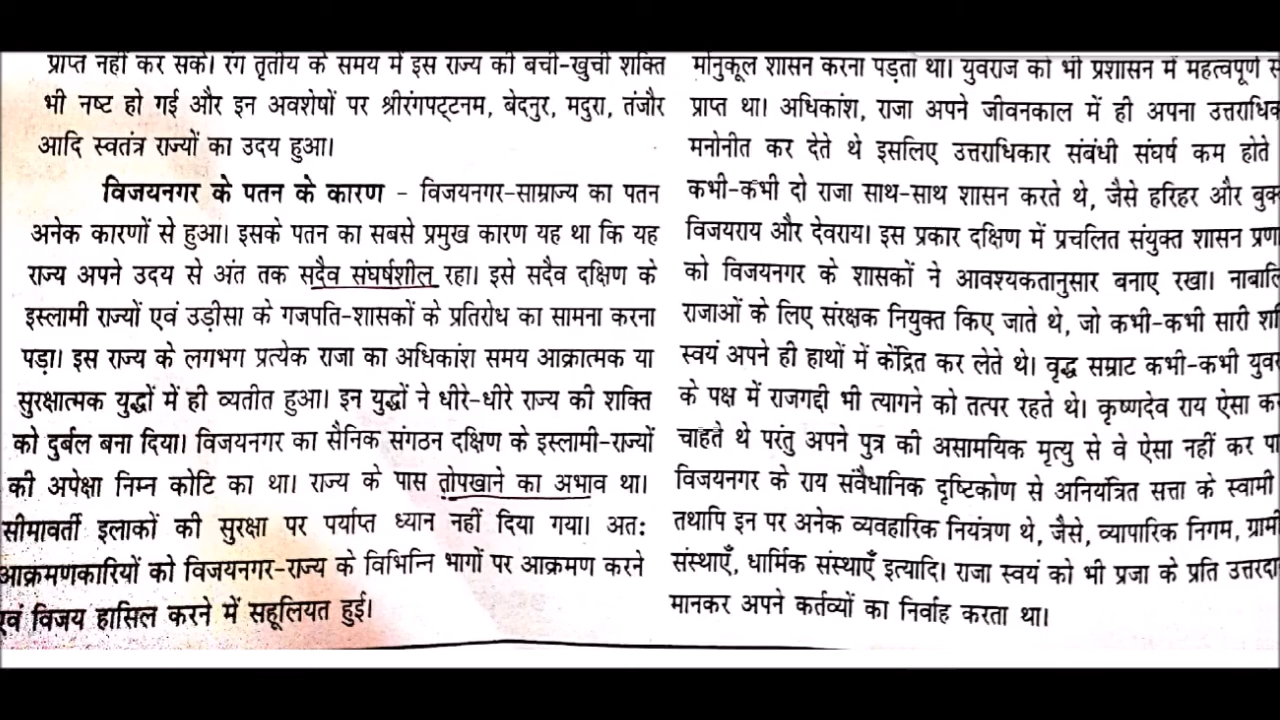 प्राप्त नहीं कर सके। रंग तृतीय के समय में इस राज्य की बची-खुची शक्ति
भी नष्ट हो गई और इन अवशेषों पर श्रीरंगपट्टनम, बेदनुर, मदुरा, तंजौर
आदि स्वतंत्र राज्यों का उदय हुआ।
विजयनगर के पतन के कारण - विजयनगर-साम्राज्य का पतन
अनेक कारणों से हुआ। इसके पतन का सबसे प्रमुख कारण यह था कि यह
राज्य अपने उदय से अंत तक सदैव संघर्षशील रहा। इसे सदैव दक्षिण के
इस्लामी राज्यों एवं उड़ीसा के गजपति-शासकों के प्रतिरोध का सामना करना
पड़ा। इस राज्य के लगभग प्रत्येक राजा का अधिकांश समय आक्रात्मक या
सुरक्षात्मक युद्धों में ही व्यतीत हुआ। इन युद्धों ने धीरे-धीरे राज्य की शक्ति
को दुर्बल बना दिया। विजयनगर का सैनिक संगठन दक्षिण के इस्लामी-राज्यों
की अपेक्षा निम्न कोटि का था। राज्य के पास तोपखाने का अभाव था।
सीमावर्ती इलाकों की सुरक्षा पर पर्याप्त ध्यान नहीं दिया गया। अतः
आक्रमणकारियों को विजयनगर-राज्य के विभिन्नि भागों पर आक्रमण करने
एवं विजय हासिल करने में सहूलियत हुई।
मोनुकूल शासन करना पड़ता था। युवराज को भी प्रशासन में महत्वपूर्ण
प्राप्त था। अधिकांश, राजा अपने जीवनकाल में ही अपना
मनोनीत कर देते थे इसलिए उत्तराधिकार संबंधी संघर्ष कम होते
कभी-कभी दो राजा साथ-साथ शासन करते थे, जैसे हरिहर और
विजयराय और देवराय। इस प्रकार दक्षिण में प्रचलित संयुक्त शासन
को विजयनगर के शासकों ने आवश्यकतानुसार बनाए रखा।
राजाओं के लिए संरक्षक नियुक्त किए जाते थे, जो कभी-कभी सारी
स्वयं अपने ही हाथों में केंद्रित कर लेते थे। वृद्ध सम्राट कभी-कभी
के पक्ष में राजगद्दी भी त्यागने को तत्पर रहते थे। कृष्णदेव राय ऐसा
चाहते थे परंतु अपने पुत्र की असामयिक मृत्यु से वे ऐसा नहीं कर
विजयनगर के राय संवैधानिक दृष्टिकोण से अनियंत्रित सत्ता के स्वामी
तथापि इन पर अनेक व्यवहारिक नियंत्रण थे, जैसे, व्यापारिक निगम,
संस्थाएँ, धार्मिक संस्थाएँ इत्यादि। राजा स्वयं को भी प्रजा के प्रति
मानकर अपने कर्तव्यों का निर्वाह करता था।